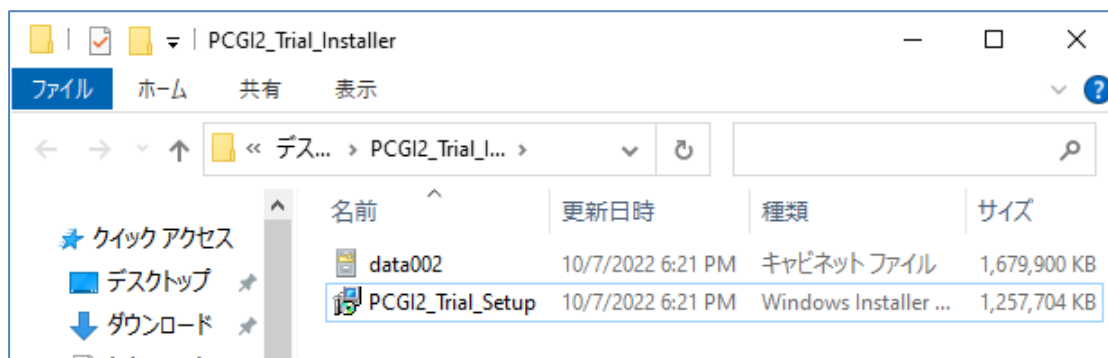 PCGI2_Trial_Installer
ファイル ホーム 共有 表示
« デス... › PCGI2_Trial_I... ›
名前 更新日時 種類 サイズ
クイック アクセス
data002 10/7/2022 6:21 PM キャビネット ファイル 1,679,900 KB
デスクトップ
PCGI2_Trial_Setup 10/7/2022 6:21 PM Windows Installer ... 1,257,704 KB
ダウンロード